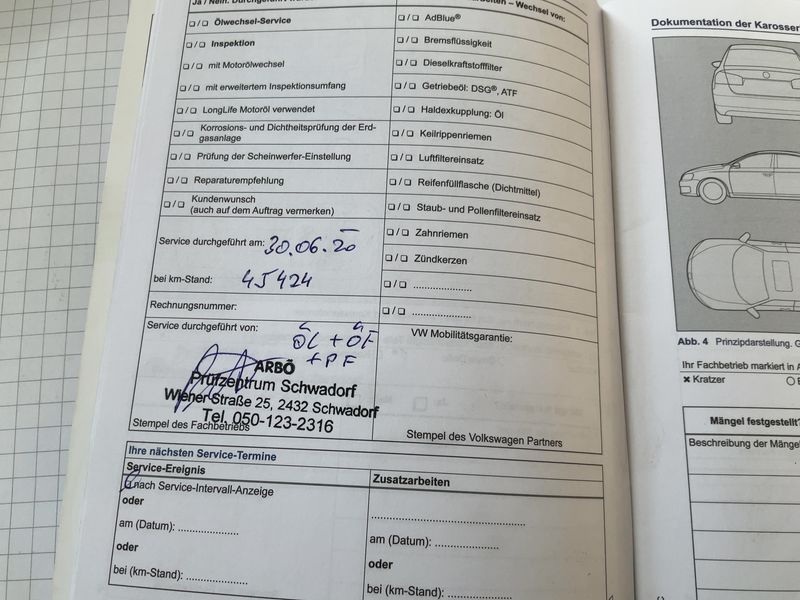 ❏ / ❏ Ölwechsel-Service
❏ / ❏ Inspektion
❏ / ❏ mit Motorölwechsel
❏ / ❏ mit erweitertem Inspektionsumfang
❏ / ❏ LongLife Motoröl verwendet
❏ / ❏ Korrosions- und Dichtheitsprüfung der Erd-
gasanlage
❏ / ❏ Prüfung der Scheinwerfer-Einstellung
❏ / ❏ Reparaturempfehlung
❏ / ❏ Kundenwunsch
(auch auf dem Auftrag vermerken)
Service durchgeführt am: 30.06.20
bei km-Stand: 45424
Rechnungsnummer:
Service durchgeführt von:
ÖL + ÖF
+ PF
ARBÖ
Prüfzentrum Schwadorf
Wiener Straße 25, 2432 Schwadorf
Tel. 050-123-2316
Stempel des Fachbetriebs
– Wechsel von:
❏ / ❏ AdBlue®
❏ / ❏ Bremsflüssigkeit
❏ / ❏ Dieselkraftstofffilter
❏ / ❏ Getriebeöl: DSG®, ATF
❏ / ❏ Haldexkupplung: Öl
❏ / ❏ Keilrippenriemen
❏ / ❏ Luftfiltereinsatz
❏ / ❏ Reifenfüllflasche (Dichtmittel)
❏ / ❏ Staub- und Pollenfiltereinsatz
❏ / ❏ Zahnriemen
❏ / ❏ Zündkerzen
❏ / ❏ ....................
❏ / ❏ ....................
VW Mobilitätsgarantie:
Stempel des Volkswagen Partners
Ihre nächsten Service-Termine
Service-Ereignis
nach Service-Intervall-Anzeige
oder
am (Datum): ....................
oder
bei (km-Stand): ....................
Zusatzarbeiten
..................................................
am (Datum): ....................
oder
bei (km-Stand): ....................
Dokumentation der Karosser
Abb. 4 Prinzipdarstellung. G
Ihr Fachbetrieb markiert in A
✖ Kratzer
Mängel festgestellt?
Beschreibung der Mänge